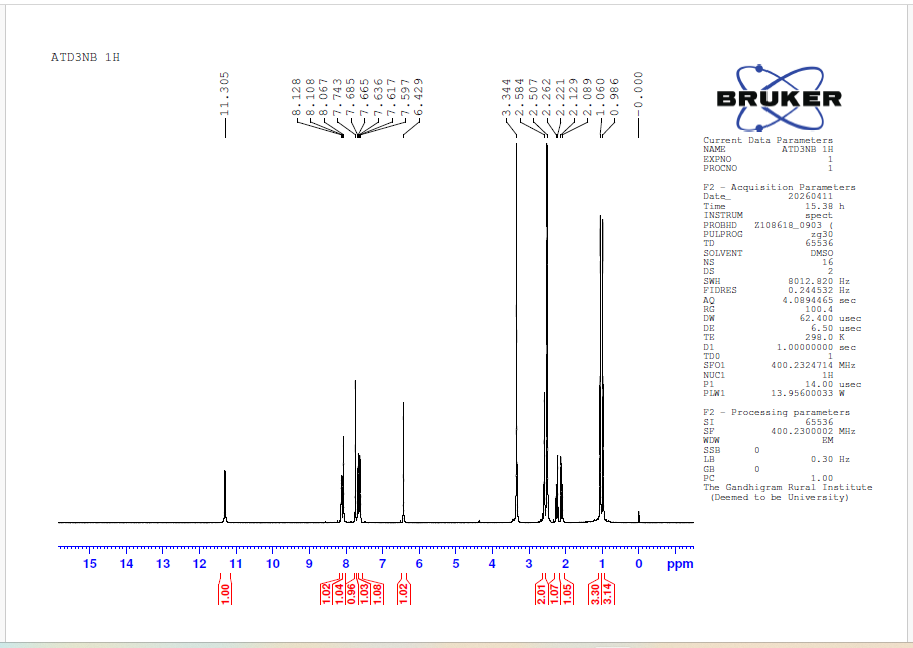 ATD3NB 1H
11.305
8.128
8.108
8.067
7.743
7.685
7.665
7.636
7.617
7.597
6.429
3.344
2.584
2.507
2.262
2.221
2.129
2.089
1.060
0.986
-0.000
BRUKER
Current Data Parameters
NAME ATD3NB 1H
EXPNO 1
PROCNO 1
F2 - Acquisition Parameters
Date_ 20260411
Time 15.38 h
INSTRUM spect
PROBHD Z108618_0903 (
PULPROG zg30
TD 65536
SOLVENT DMSO
NS 16
DS 2
SWH 8012.820 Hz
FIDRES 0.244532 Hz
AQ 4.0894465 sec
RG 100.4
DW 62.400 usec
DE 6.50 usec
TE 298.0 K
D1 1.00000000 sec
TD0 1
SFO1 400.2324714 MHz
NUC1 1H
P1 14.00 usec
PLW1 13.95600033 W
F2 - Processing parameters
SI 65536
SF 400.2300002 MHz
WDW EM
SSB 0
LB 0.30 Hz
GB 0
PC 1.00
The Gandhigram Rural Institute
(Deemed to be University)
15 14 13 12 11 10 9 8 7 6 5 4 3 2 1 0 ppm
1.00
1.02
1.04
0.96
1.03
1.08
1.02
2.01
1.07
1.05
3.30
3.14